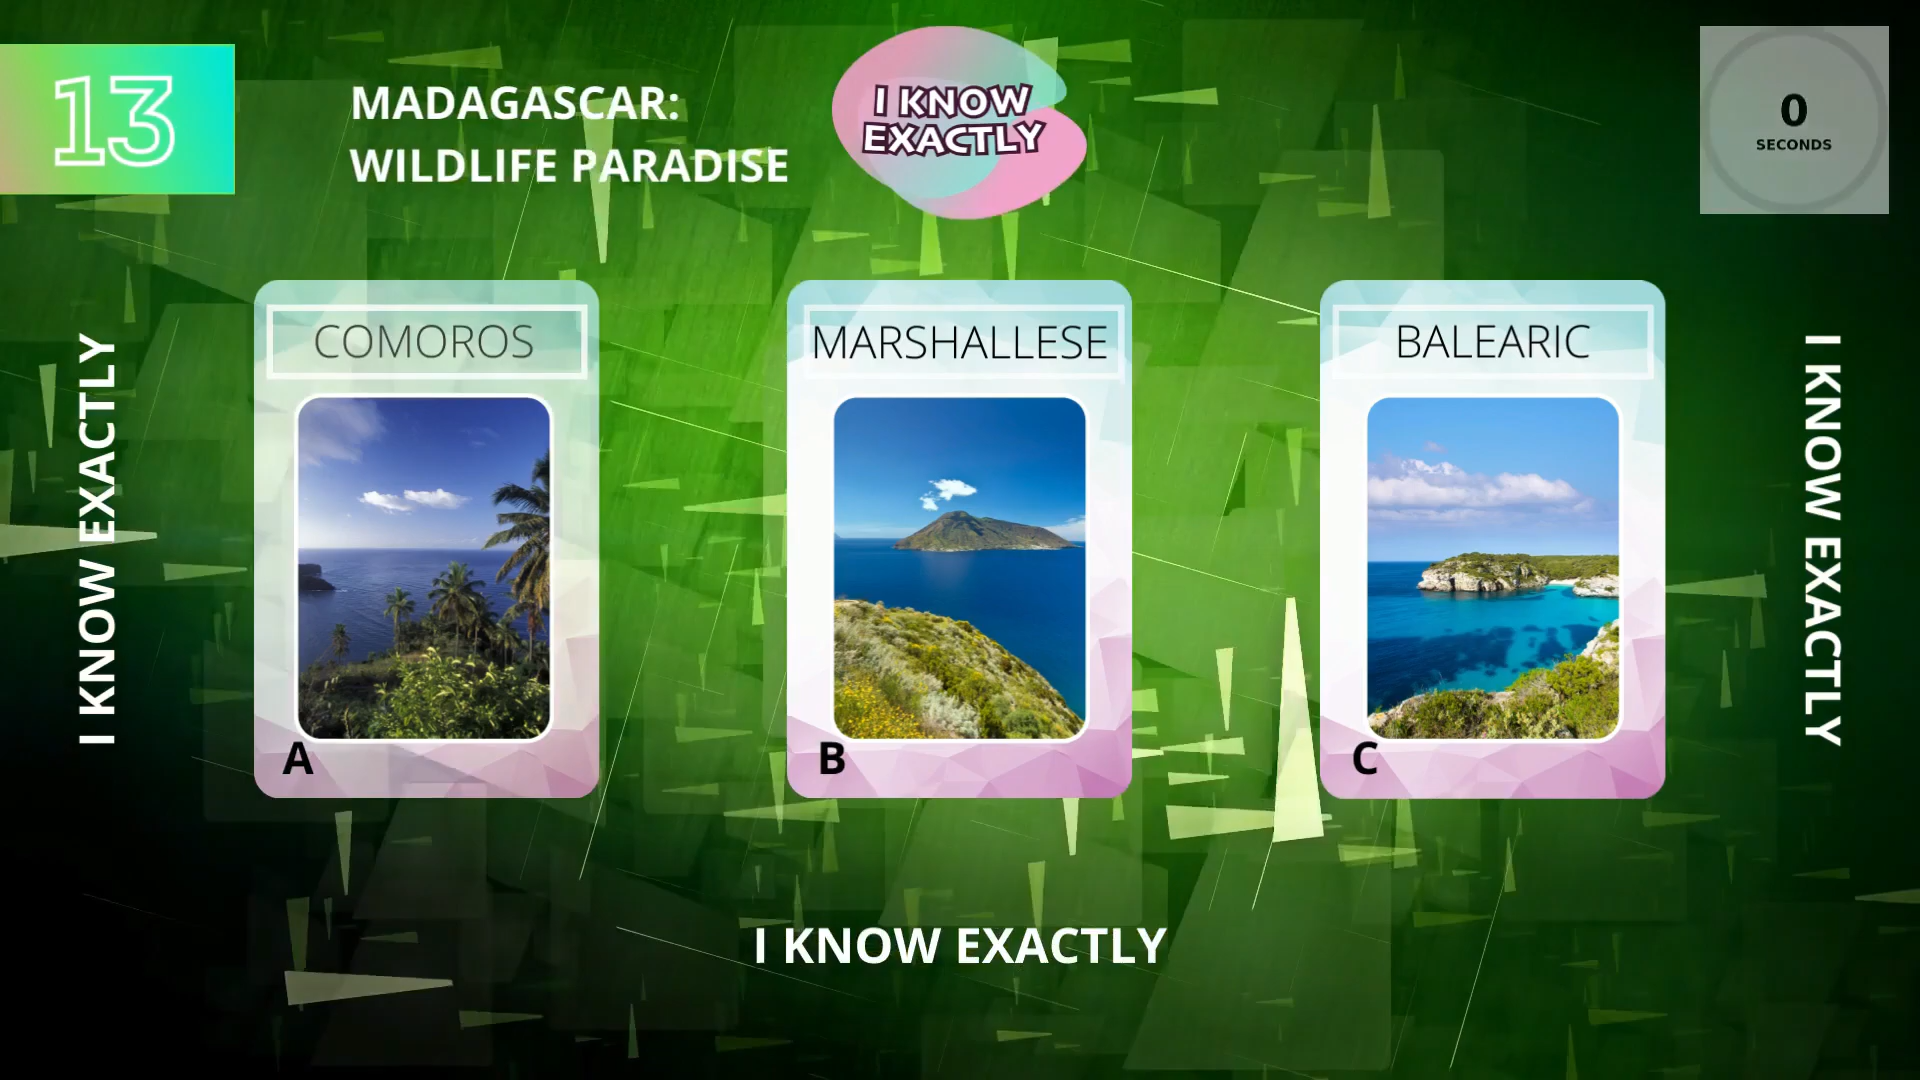 13
MADAGASCAR:
WILDLIFE PARADISE
I KNOW
EXACTLY
0
SECONDS
I KNOW EXACTLY
COMOROS
MARSHALLESE
BALEARIC
I KNOW EXACTLY
A
B
C
I KNOW EXACTLY